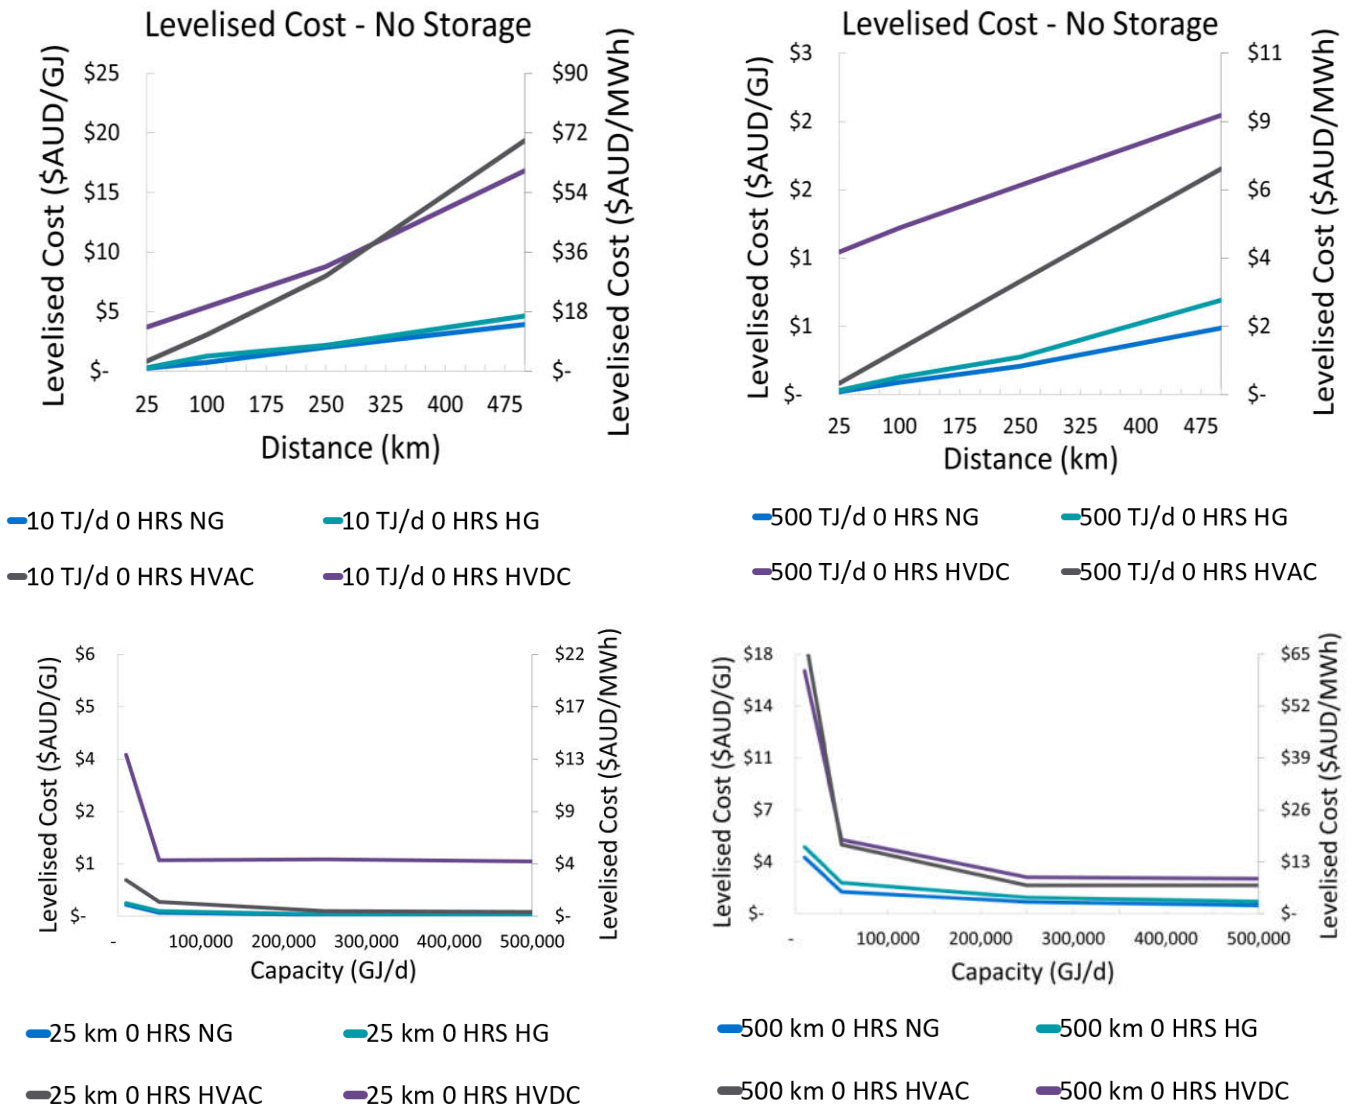 Levelised Cost - No Storage
Levelised Cost ($AUD/GJ)
$25
$20
$15
$10
$5
$-
$90
$72
$54
$36
$18
$-
Levelised Cost ($AUD/MWh)
25 100 175 250 325 400 475
Distance (km)
10 TJ/d 0 HRS NG
10 TJ/d 0 HRS HG
10 TJ/d 0 HRS HVAC
10 TJ/d 0 HRS HVDC
Levelised Cost - No Storage
Levelised Cost ($AUD/GJ)
$3
$2
$2
$1
$1
$-
$11
$9
$6
$4
$2
$-
Levelised Cost ($AUD/MWh)
25 100 175 250 325 400 475
Distance (km)
500 TJ/d 0 HRS NG
500 TJ/d 0 HRS HG
500 TJ/d 0 HRS HVDC
500 TJ/d 0 HRS HVAC
Levelised Cost ($AUD/GJ)
$6
$5
$4
$2
$1
$-
$22
$17
$13
$9
$4
$-
Levelised Cost ($AUD/MWh)
- 100,000 200,000 300,000 400,000 500,000
Capacity (GJ/d)
25 km 0 HRS NG
25 km 0 HRS HG
25 km 0 HRS HVAC
25 km 0 HRS HVDC
Levelised Cost ($AUD/GJ)
$18
$14
$11
$7
$4
$-
$65
$52
$39
$26
$13
$-
Levelised Cost ($AUD/MWh)
- 100,000 200,000 300,000 400,000 500,000
Capacity (GJ/d)
500 km 0 HRS NG
500 km 0 HRS HG
500 km 0 HRS HVAC
500 km 0 HRS HVDC